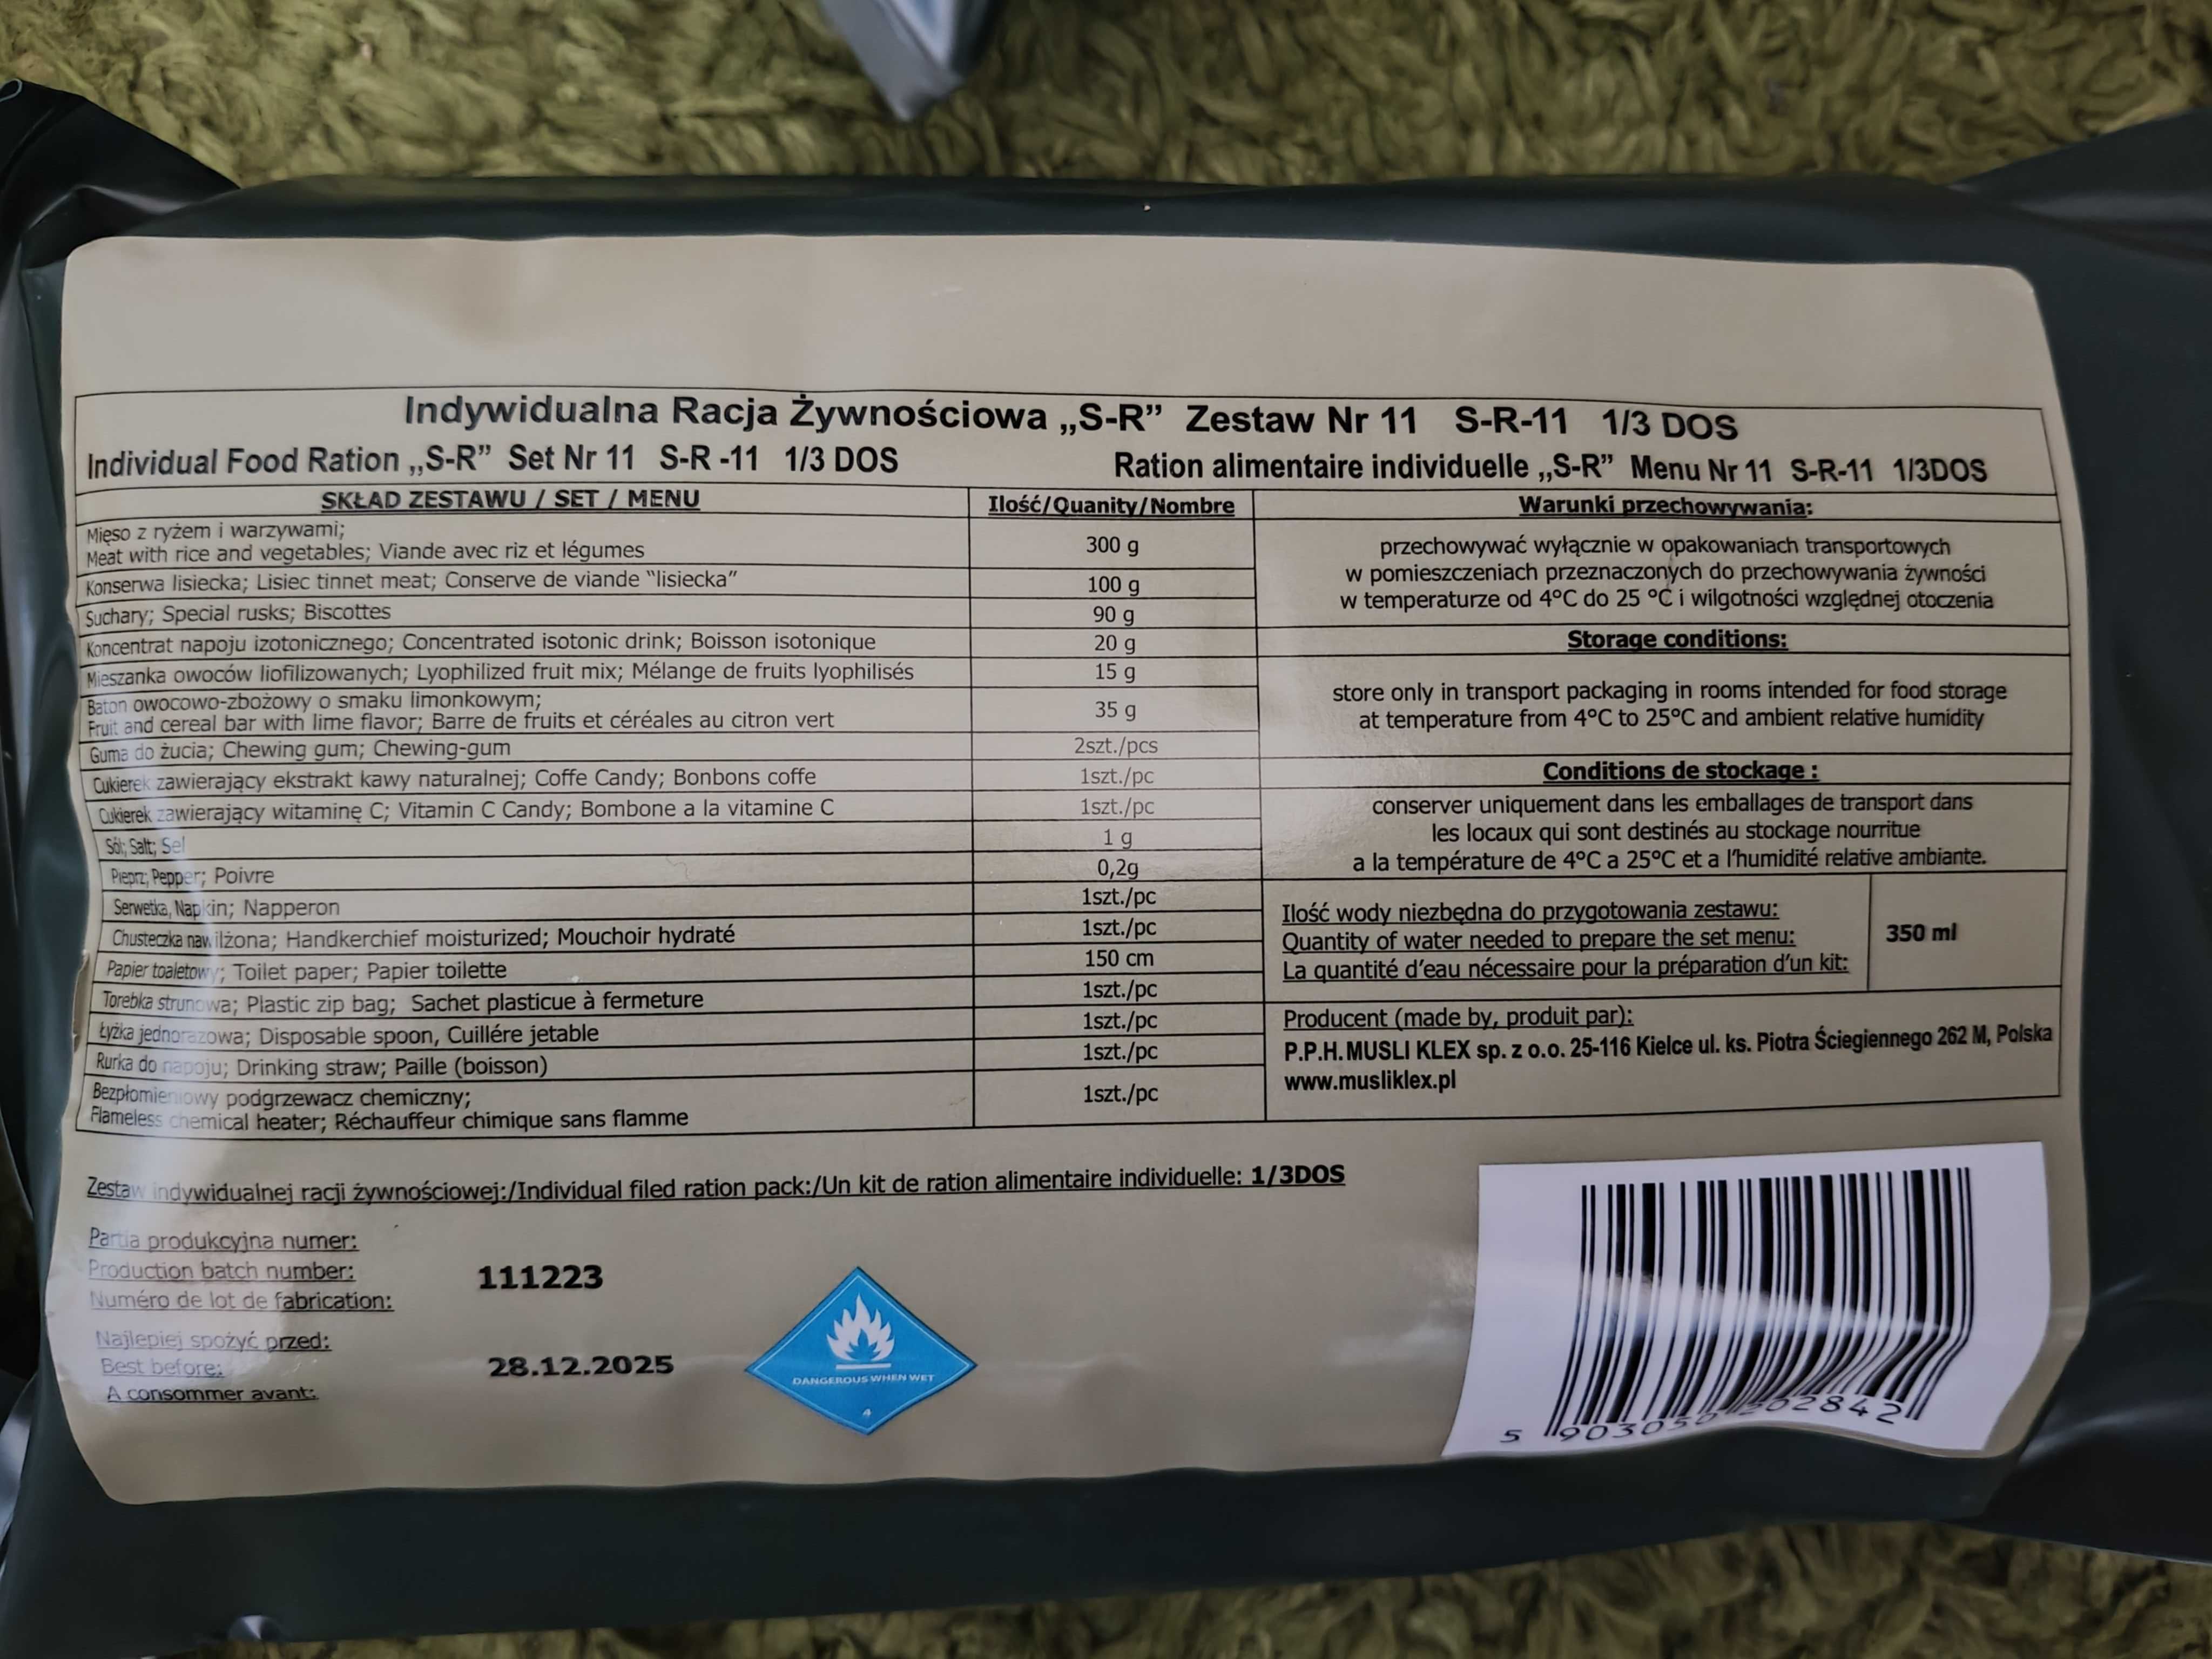 Indywidualna Racja Żywnościowa „S-R” Zestaw Nr 11 S-R-11 1/3 DOS
Individual Food Ration „S-R” Set Nr 11 S-R -11 1/3 DOS
Ration alimentaire individuelle „S-R” Menu Nr 11 S-R-11 1/3DOS
SKŁAD ZESTAWU / SET / MENU
Ilość/Quanity/Nombre
Mięso z ryżem i warzywami;
Meat with rice and vegetables; Viande avec riz et légumes
300 g
Konserwa lisiecka; Lisiec tinnet meat; Conserve de viande “lisiecka”
100 g
Suchary; Special rusks; Biscottes
90 g
Koncentrat napoju izotonicznego; Concentrated isotonic drink; Boisson isotonique
20 g
Mieszanka owoców liofilizowanych; Lyophilized fruit mix; Mélange de fruits lyophilisés
15 g
Baton owocowo-zbożowy o smaku limonkowym;
Fruit and cereal bar with lime flavor; Barre de fruits et céréales au citron vert
35 g
Guma do żucia; Chewing gum; Chewing-gum
2szt./pcs
Cukierek zawierający ekstrakt kawy naturalnej; Coffe Candy; Bonbons coffe
1szt./pc
Cukierek zawierający witaminę C; Vitamin C Candy; Bombone a la vitamine C
1szt./pc
Sól; Salt; Sel
1 g
Pieprz; Pepper; Poivre
0,2g
Serwetka, Napkin; Napperon
1szt./pc
Chusteczka nawilżona; Handkerchief moisturized; Mouchoir hydraté
1szt./pc
Papier toaletowy; Toilet paper; Papier toilette
150 cm
Torebka strunowa; Plastic zip bag; Sachet plasticue à fermeture
1szt./pc
Łyżka jednorazowa; Disposable spoon, Cuillére jetable
1szt./pc
Rurka do napoju; Drinking straw; Paille (boisson)
1szt./pc
Bezpłomieniowy podgrzewacz chemiczny;
Flameless chemical heater; Réchauffeur chimique sans flamme
1szt./pc
Warunki przechowywania:
przechowywać wyłącznie w opakowaniach transportowych
w pomieszczeniach przeznaczonych do przechowywania żywności
w temperaturze od 4°C do 25 °C i wilgotności względnej otoczenia
Storage conditions:
store only in transport packaging in rooms intended for food storage
at temperature from 4°C to 25°C and ambient relative humidity
Conditions de stockage :
conserver uniquement dans les emballages de transport dans
les locaux qui sont destinés au stockage nourritue
a la température de 4°C a 25°C et a l’humidité relative ambiante.
Ilość wody niezbędna do przygotowania zestawu:
Quantity of water needed to prepare the set menu:
La quantité d’eau nécessaire pour la préparation d’un kit:
350 ml
Producent (made by, produit par):
P.P.H. MUSLI KLEX sp. z o.o. 25-116 Kielce ul. ks. Piotra Ściegiennego 262 M, Polska
www.musliklex.pl
Zestaw indywidualnej racji żywnościowej:/Individual filed ration pack:/Un kit de ration alimentaire individuelle: 1/3DOS
Partia produkcyjna numer:
Production batch number:
Numéro de lot de fabrication:
111223
Najlepiej spożyć przed:
Best before:
A consommer avant:
28.12.2025
DANGEROUS WHEN WET
4